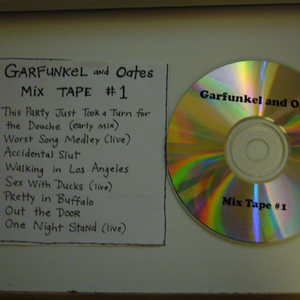 GARFUNKEL and Oates
MIX TAPE #1
This Party Just Took a Turn for
the Douche (early mix)
Worst Song Medley (live)
Accidental Slut
Walking in Los Angeles
Sex With Ducks (live)
Pretty in Buffalo
Out the Door
One Night Stand (live)
Garfunkel and O
Mix Tape #1